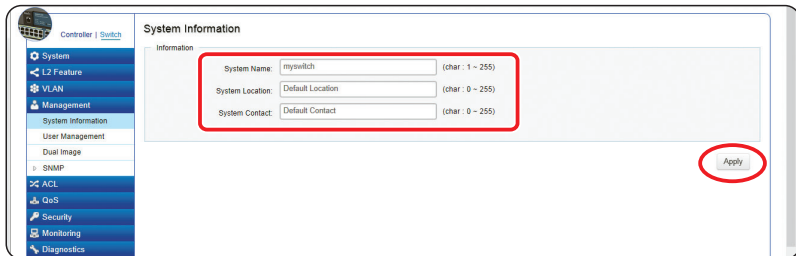 Controller | Switch
System Information
Information
System
L2 Feature
VLAN
Management
System Information
User Management
Dual Image
SNMP
ACL
QoS
Security
Monitoring
Diagnostics
System Name: myswitch (char : 1 ~ 255)
System Location: Default Location (char : 0 ~ 255)
System Contact: Default Contact (char : 0 ~ 255)
Apply